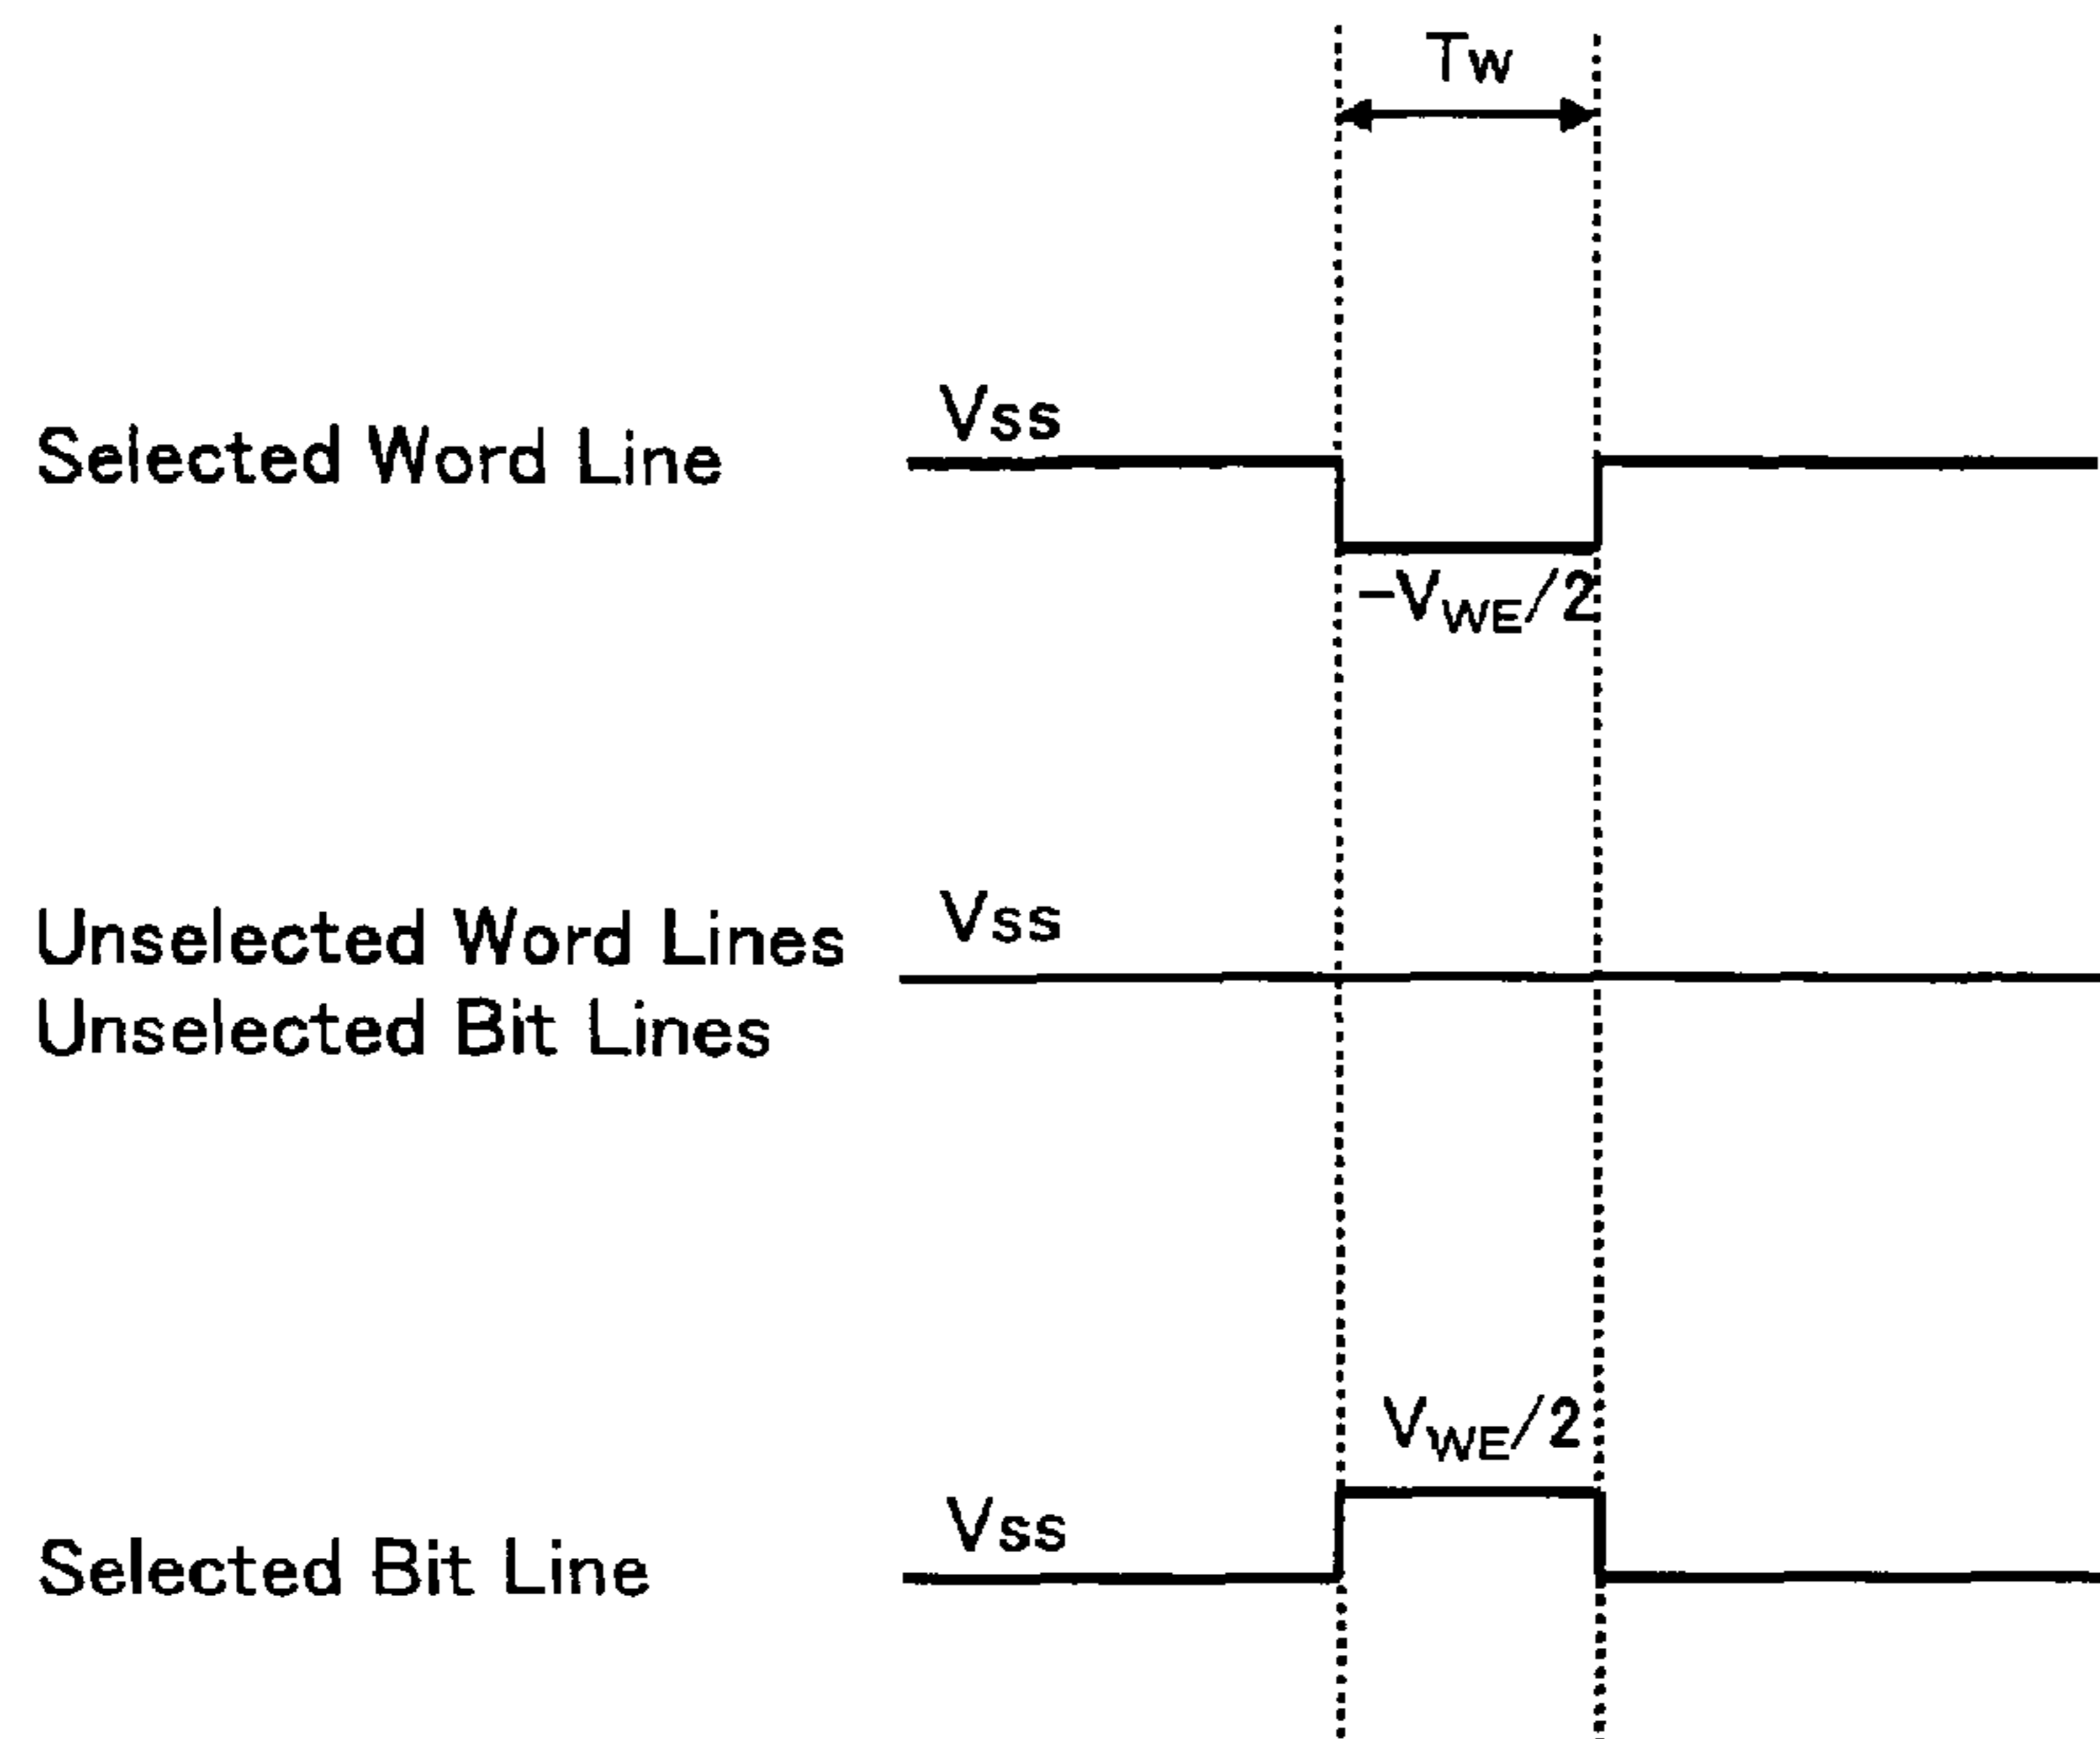 Tw
Vss
Selected Word Line
-VWE/2
Vss
Unselected Word Lines
Unselected Bit Lines
VWE/2
Vss
Selected Bit Line